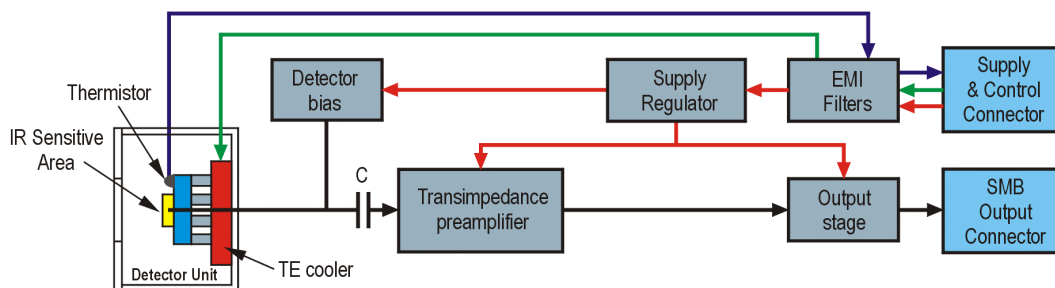 Thermistor
IR Sensitive
Area
Detector Unit
TE cooler
Detector
bias
C
Supply
Regulator
EMI
Filters
Supply
& Control
Connector
Transimpedance
preamplifier
Output
stage
SMB
Output
Connector